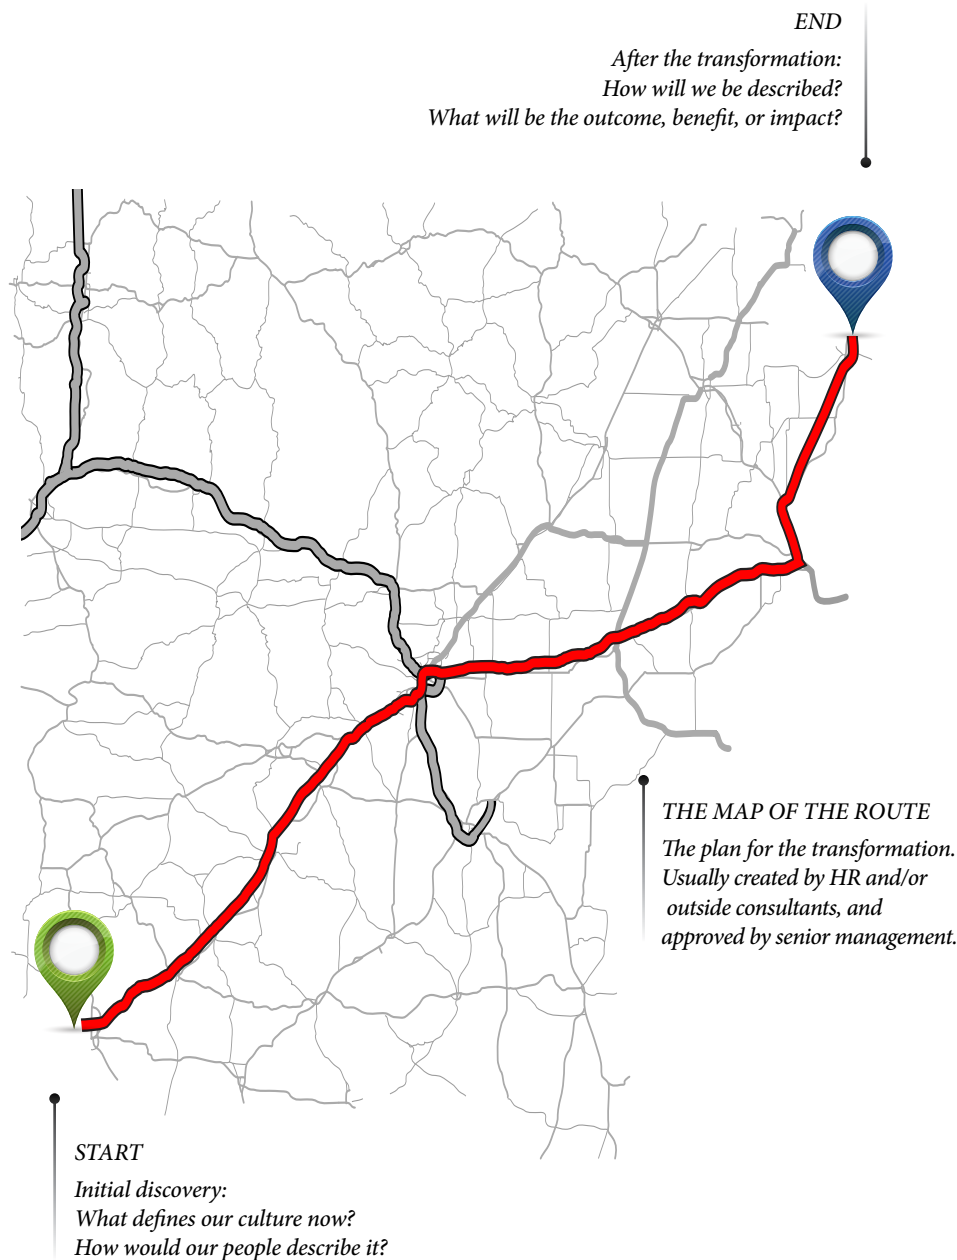 END
After the transformation:
How will we be described?
What will be the outcome, benefit, or impact?
THE MAP OF THE ROUTE
The plan for the transformation.
Usually created by HR and/or
outside consultants, and
approved by senior management.
START
Initial discovery:
What defines our culture now?
How would our people describe it?